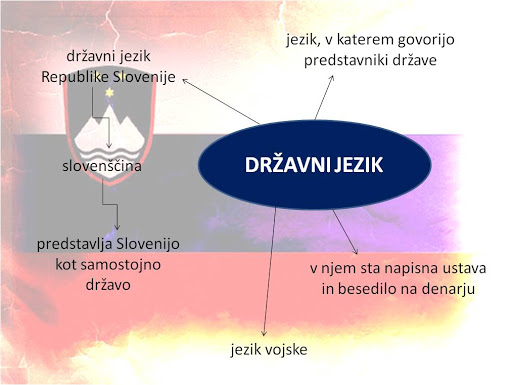 jezik, v katerem govorijo
predstavniki države
državni jezik
Republike Slovenije
DRŽAVNI JEZIK
slovenščina
predstavlja Slovenijo
kot samostojno
državo
v njem sta napisna ustava
in besedilo na denarju
jezik vojske